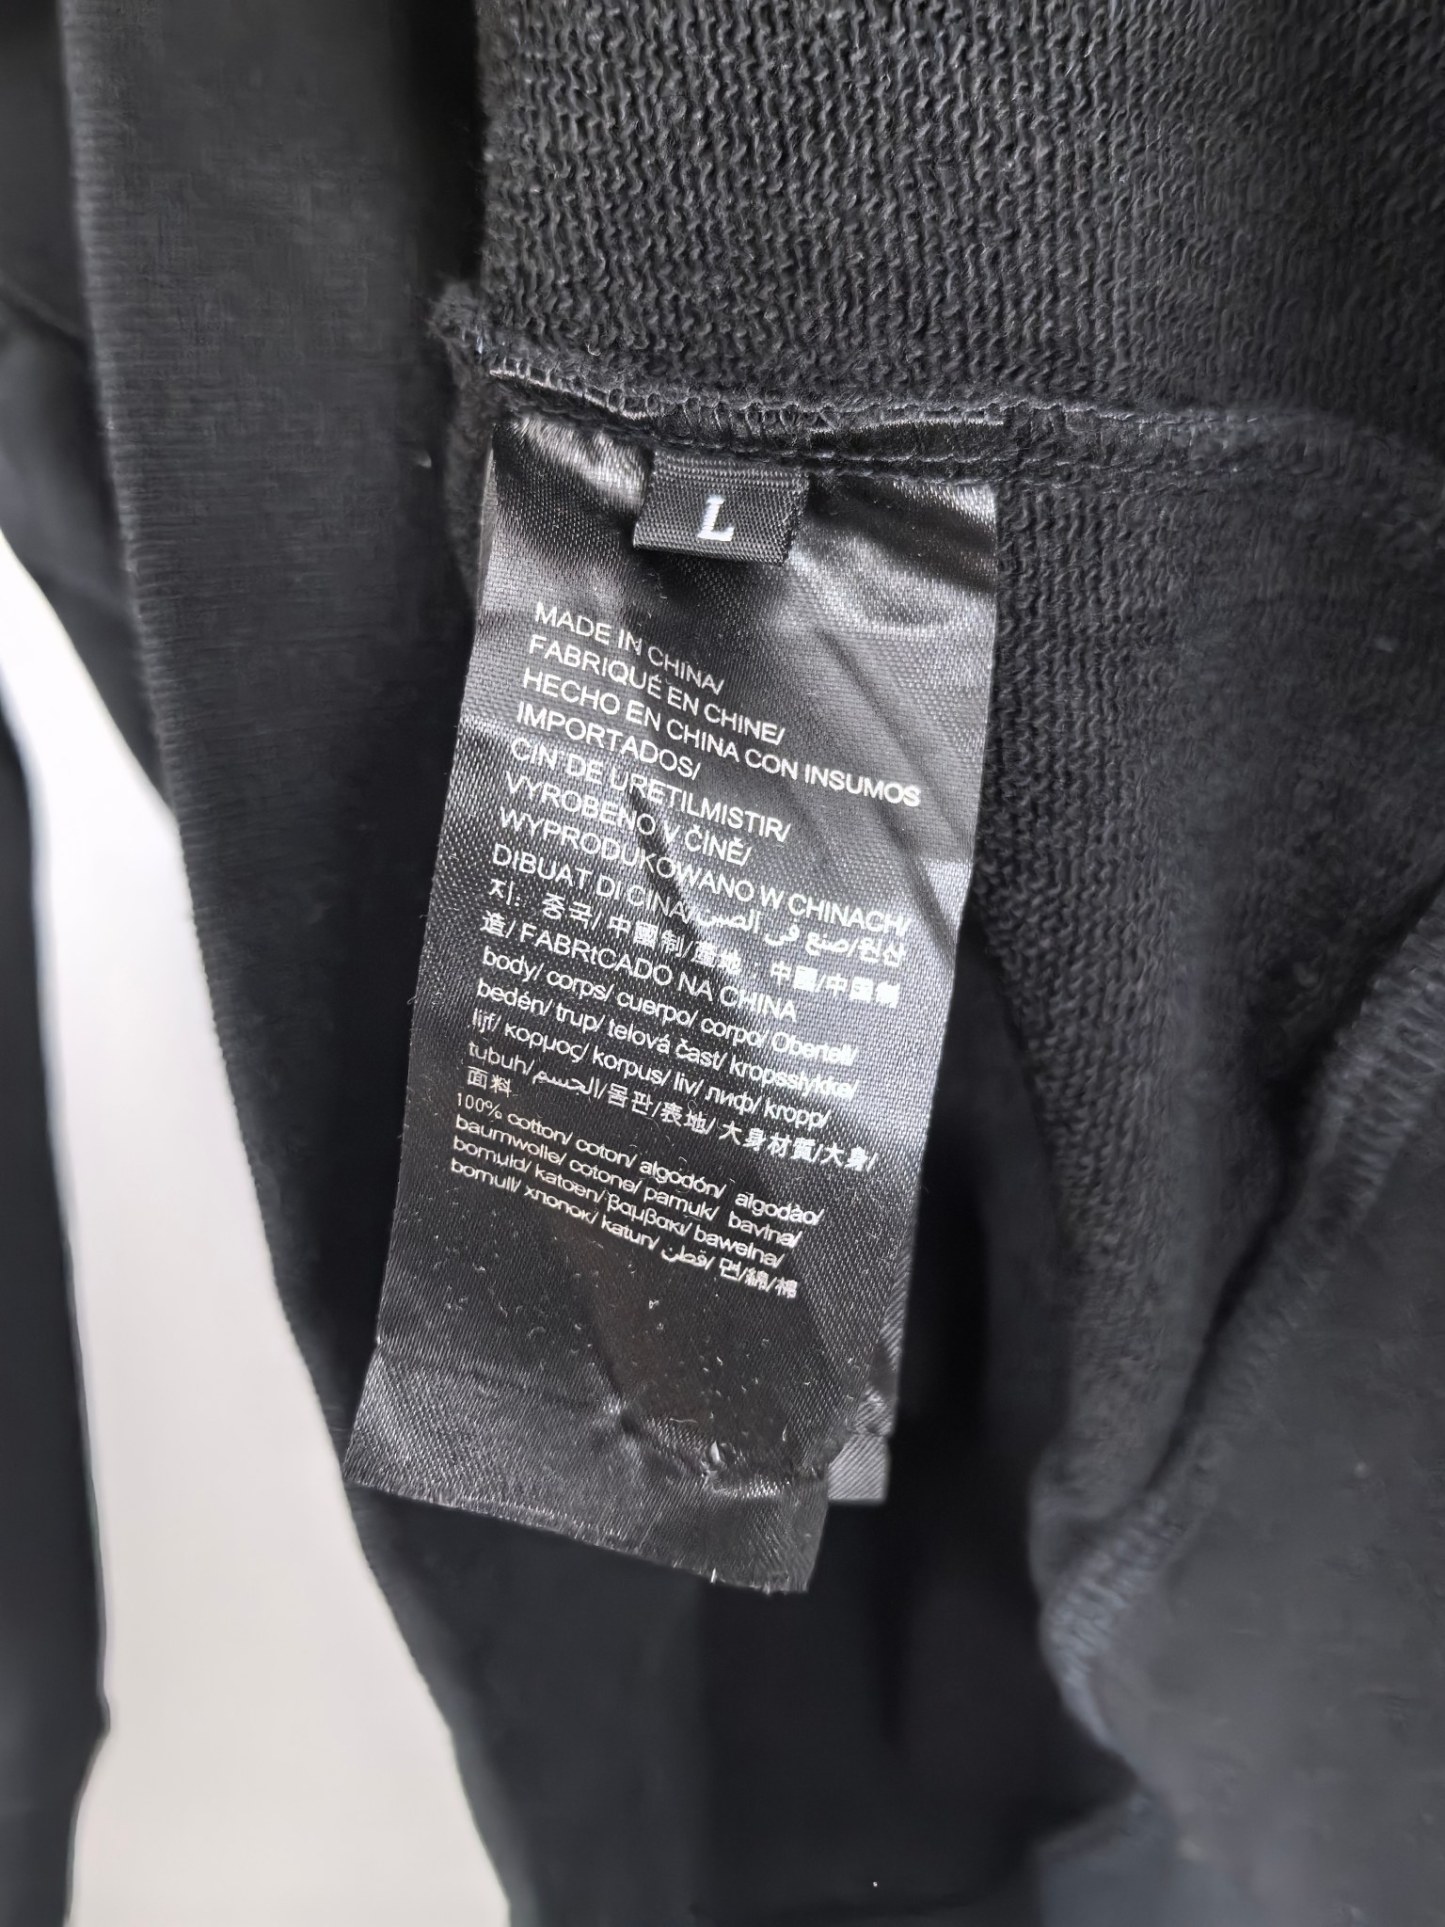 L
MADE IN CHINA/
FABRIQUÉ EN CHINE/
HECHO EN CHINA CON INSUMOS
IMPORTADOS/
CIN'DE URETILMISTIR/
VYROBENO V ČÍNĚ/
WYPRODUKOWANO W CHINACH/
DIBUAT DI CINA/صنع في الصين/원산
지: 중국/中國制/產地:中國/中国制
造/ FABRtCADO NA CHINA
body/ corps/ cuerpo/ corpo/ Oberteil/
bedén/ trup/ telová čast/ kropsstykke/
lijf/ κορμος/ korpus/ liv/ лиф/ kropp/
tubuh/الجسم/몸판/表地/大身材質/大身/
面料
100% cotton/ coton/ algodón/ algodào/
baumwolle/ cotone/ pamuk/ bavlna/
bomuld/ katoen/ βαμβακι/ bawelna/
bomull/ хлопок/ katun/ قطن/ 면/綿/棉